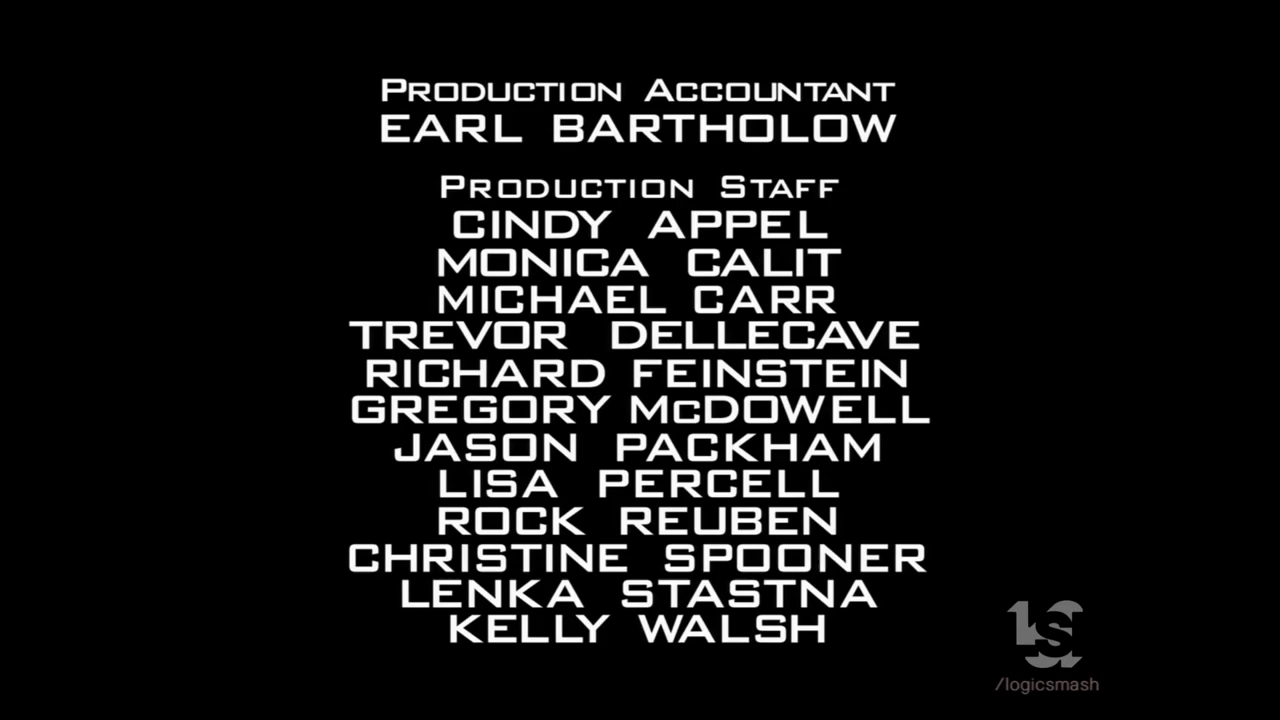 Production Accountant
EARL BARTHOLOW
Production Staff
CINDY APPEL
MONICA CALIT
MICHAEL CARR
TREVOR DELLECAVE
RICHARD FEINSTEIN
GREGORY McDOWELL
JASON PACKHAM
LISA PERCELL
ROCK REUBEN
CHRISTINE SPOONER
LENKA STASTNA
KELLY WALSH
LS
/logicsmash